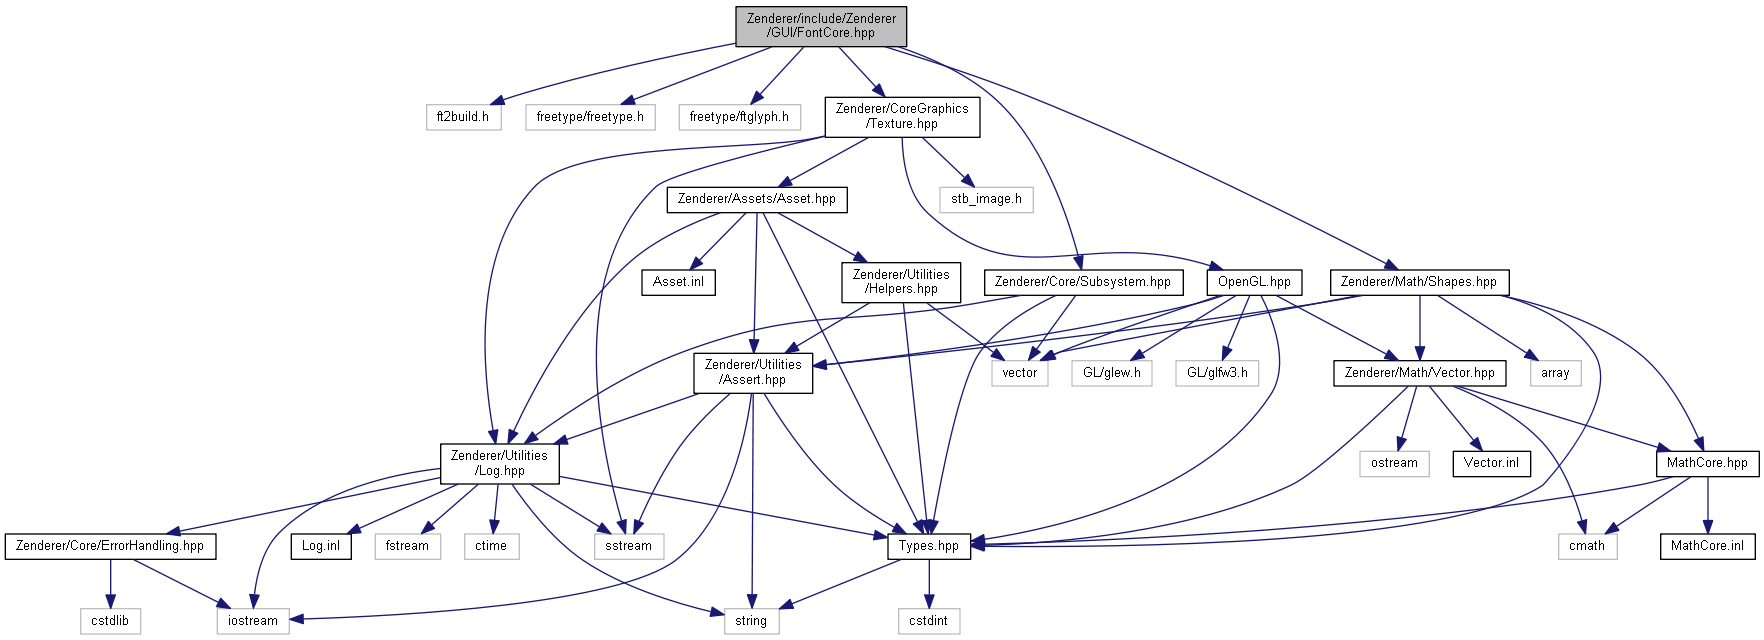 Zenderer/include/Zenderer
/GUI/FontCore.hpp
ft2build.h
freetype/freetype.h
freetype/ftglyph.h
Zenderer/CoreGraphics
/Texture.hpp
Zenderer/Assets/Asset.hpp
stb_image.h
Asset.inl
Zenderer/Utilities
/Helpers.hpp
Zenderer/Core/Subsystem.hpp
OpenGL.hpp
Zenderer/Math/Shapes.hpp
Zenderer/Utilities
/Assert.hpp
vector
GL/glew.h
GL/glfw3.h
Zenderer/Math/Vector.hpp
array
Zenderer/Utilities
/Log.hpp
ostream
Vector.inl
MathCore.hpp
Zenderer/Core/ErrorHandling.hpp
Log.inl
fstream
ctime
sstream
Types.hpp
cmath
MathCore.inl
cstdlib
iostream
string
cstdint